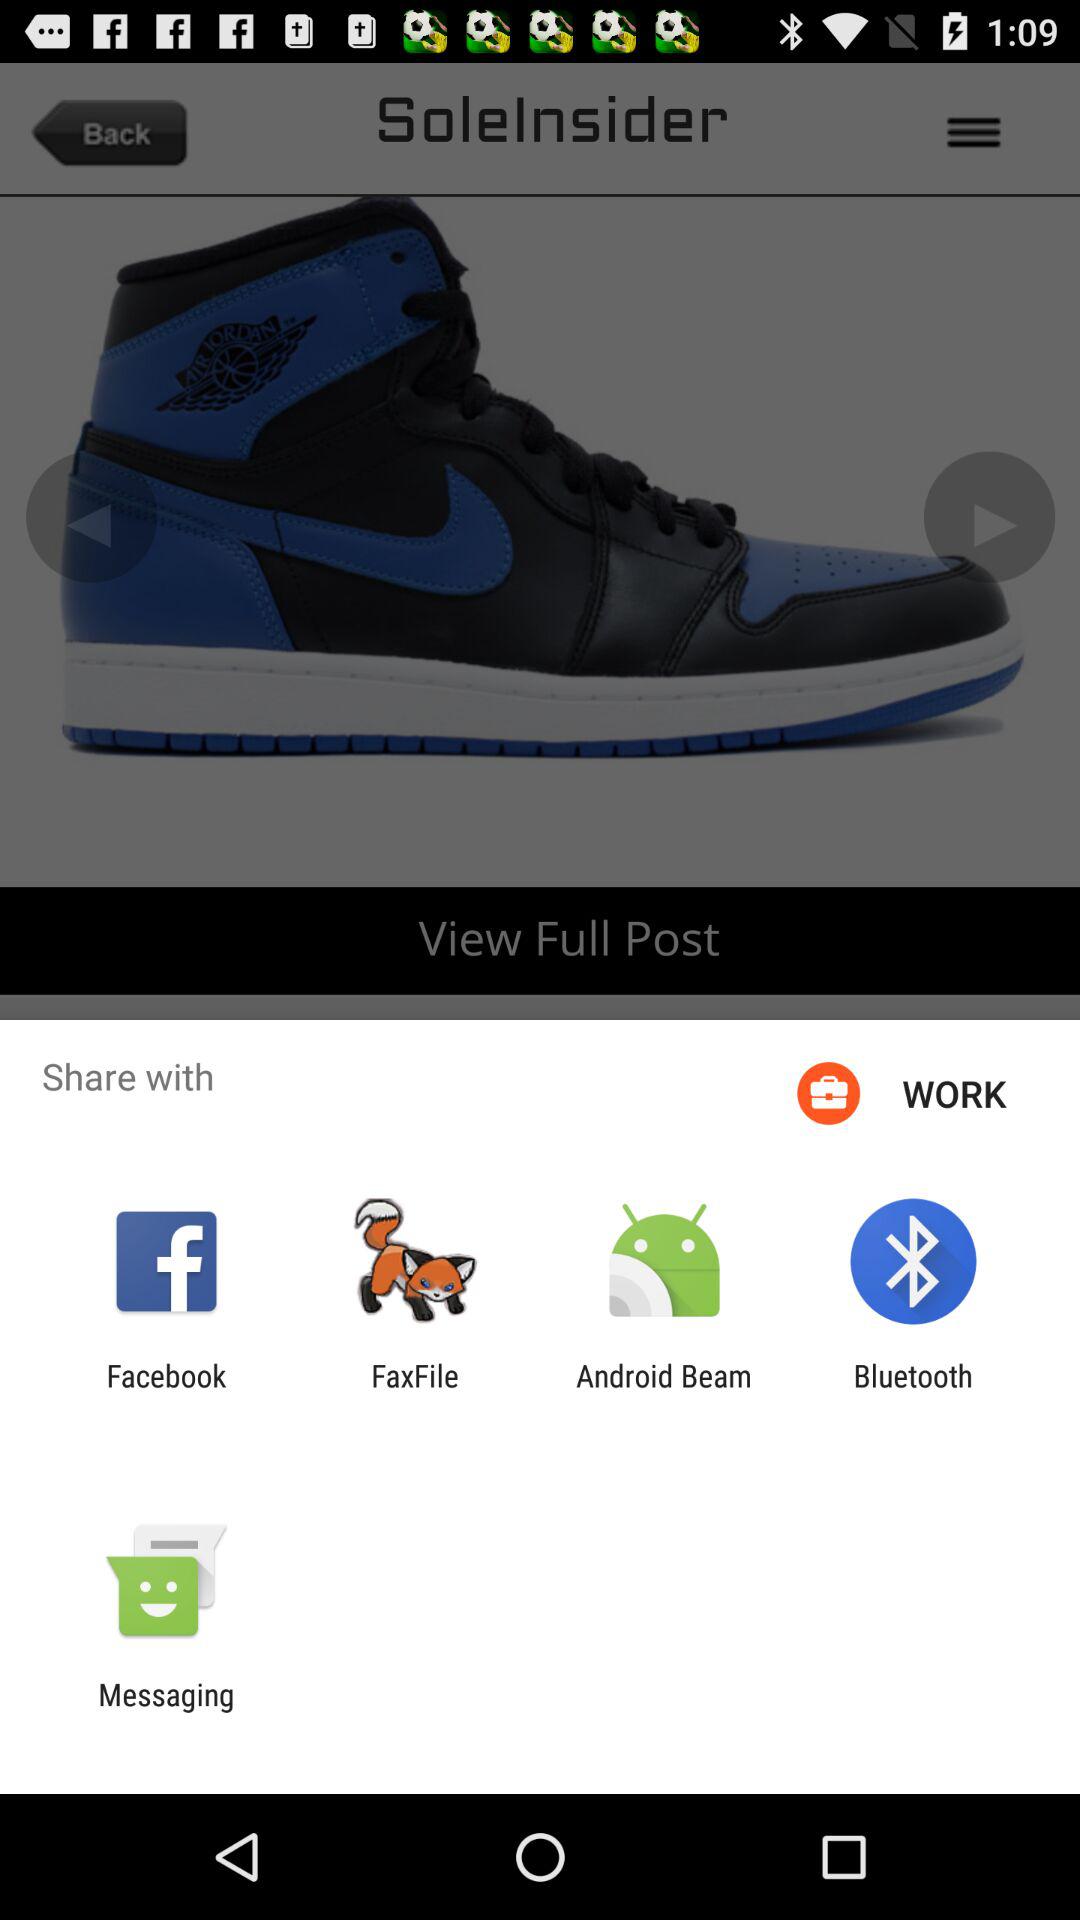 1:09
Back
SoleInsider
AIR JORDAN
View Full Post
Share with
WORK
Facebook
FaxFile
Android Beam
Bluetooth
Messaging